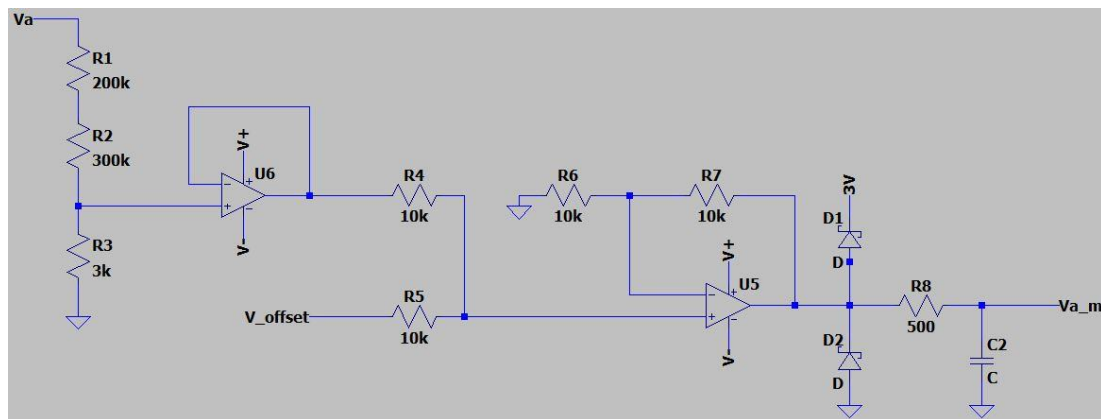 Va
R1
200k
R2
300k
R3
3k
V+
U6
V-
R4
10k
V_offset
R5
10k
R6
10k
R7
10k
V+
U5
V-
3V
D1
D
D2
D
R8
500
C2
C
Va_m